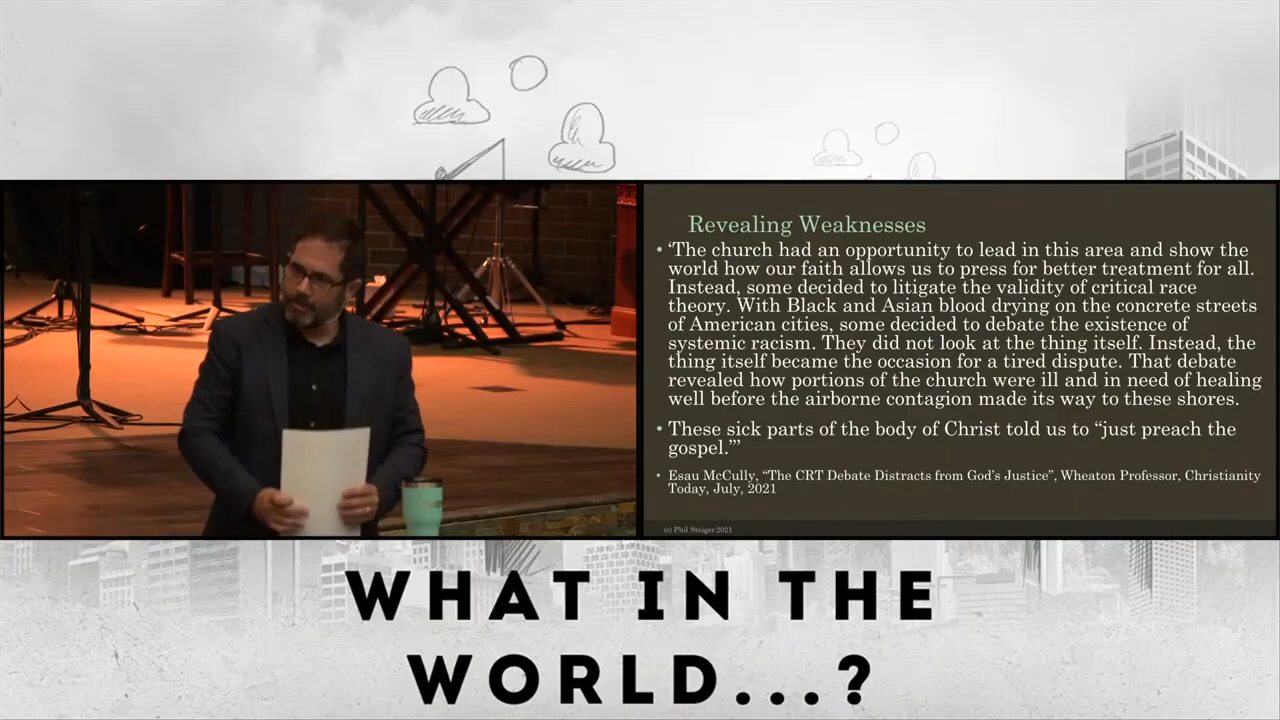 Revealing Weaknesses
• ‘The church had an opportunity to lead in this area and show the
world how our faith allows us to press for better treatment for all.
Instead, some decided to litigate the validity of critical race
theory. With Black and Asian blood drying on the concrete streets
of American cities, some decided to debate the existence of
systemic racism. They did not look at the thing itself. Instead, the
thing itself became the occasion for a tired dispute. That debate
revealed how portions of the church were ill and in need of healing
well before the airborne contagion made its way to these shores.
• These sick parts of the body of Christ told us to “just preach the
gospel.”’
• Esau McCully, “The CRT Debate Distracts from God’s Justice”, Wheaton Professor, Christianity
Today, July, 2021
(c) Phil Steiger 2021
WHAT IN THE
WORLD...?